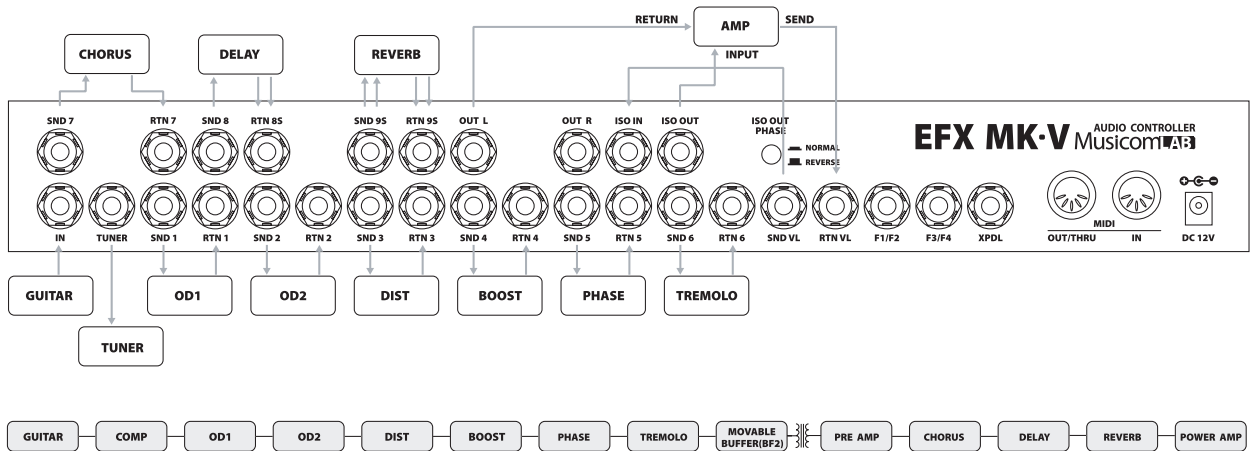 RETURN AMP SEND
INPUT
CHORUS DELAY REVERB
SND 7 RTN 7 SND 8 RTN 8S SND 9S RTN 9S OUT L OUT R ISO IN ISO OUT ISO OUT
PHASE
NORMAL
REVERSE
EFX MK·V AUDIO CONTROLLER
MusicomLAB
IN TUNER SND 1 RTN 1 SND 2 RTN 2 SND 3 RTN 3 SND 4 RTN 4 SND 5 RTN 5 SND 6 RTN 6 SND VL RTN VL F1/F2 F3/F4 XPDL
MIDI
OUT/THRU IN DC 12V
GUITAR OD1 OD2 DIST BOOST PHASE TREMOLO
TUNER
GUITAR COMP OD1 OD2 DIST BOOST PHASE TREMOLO MOVABLE
BUFFER(BF2) PRE AMP CHORUS DELAY REVERB POWER AMP